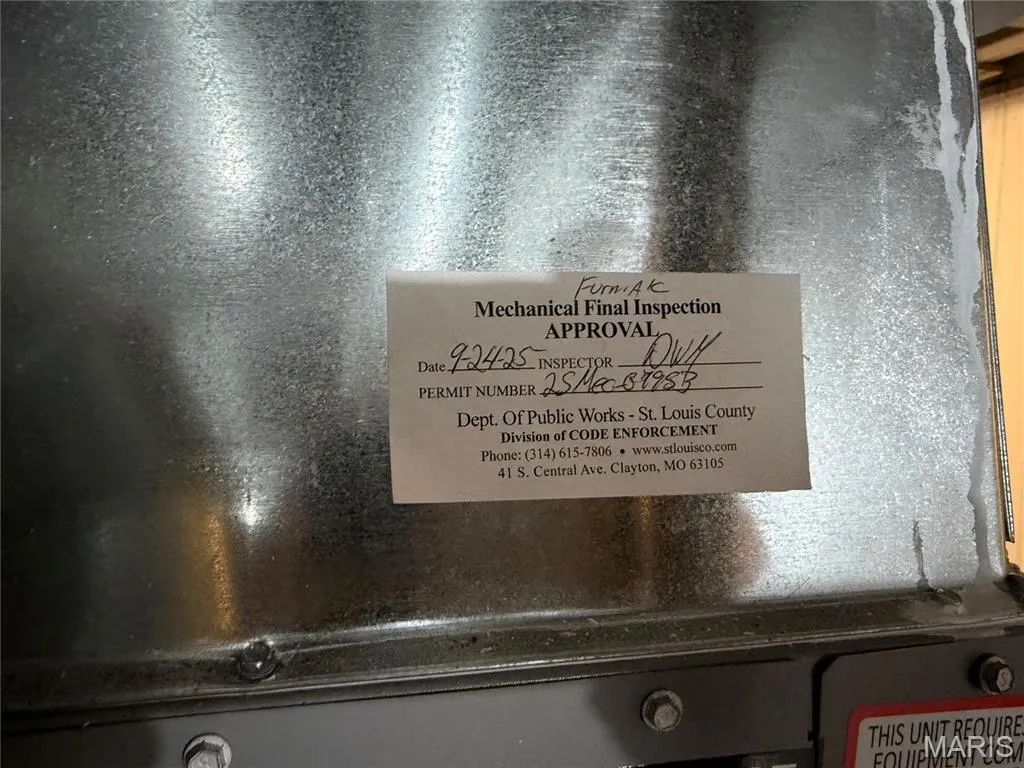 Furn. AC
Mechanical Final Inspection
APPROVAL
Date 9-24-25 INSPECTOR DWH
PERMIT NUMBER
Dept. Of Public Works - St. Louis County
Division of CODE ENFORCEMENT
Phone: (314) 615-7806 • www.stlouisco.com
41 S. Central Ave. Clayton, MO 63105
THIS UNIT REQUIRES
EQUIPMENT COM
MARIS